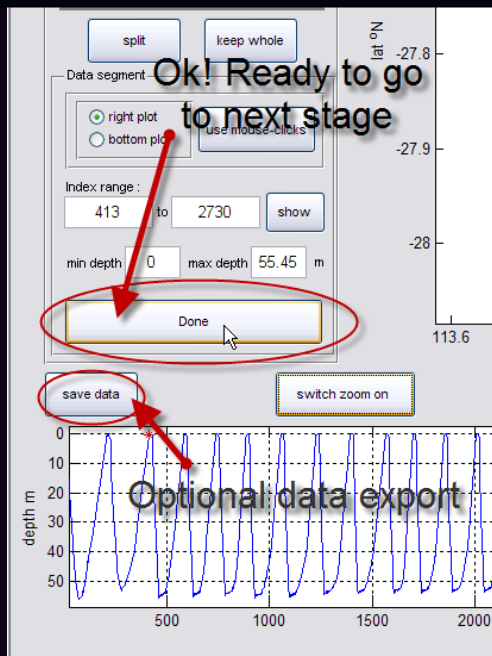 split
keep whole
Data segment
Ok! Ready to go
to next stage
right plot
bottom plot
use mouse-clicks
Index range :
413 to 2730 show
min depth 0 max depth 55.45 m
Done
save data
switch zoom on
lat ºN
-27.8
-27.9
-28
113.6
Optional data export
depth m
0
10
20
30
40
50
500 1000 1500 2000